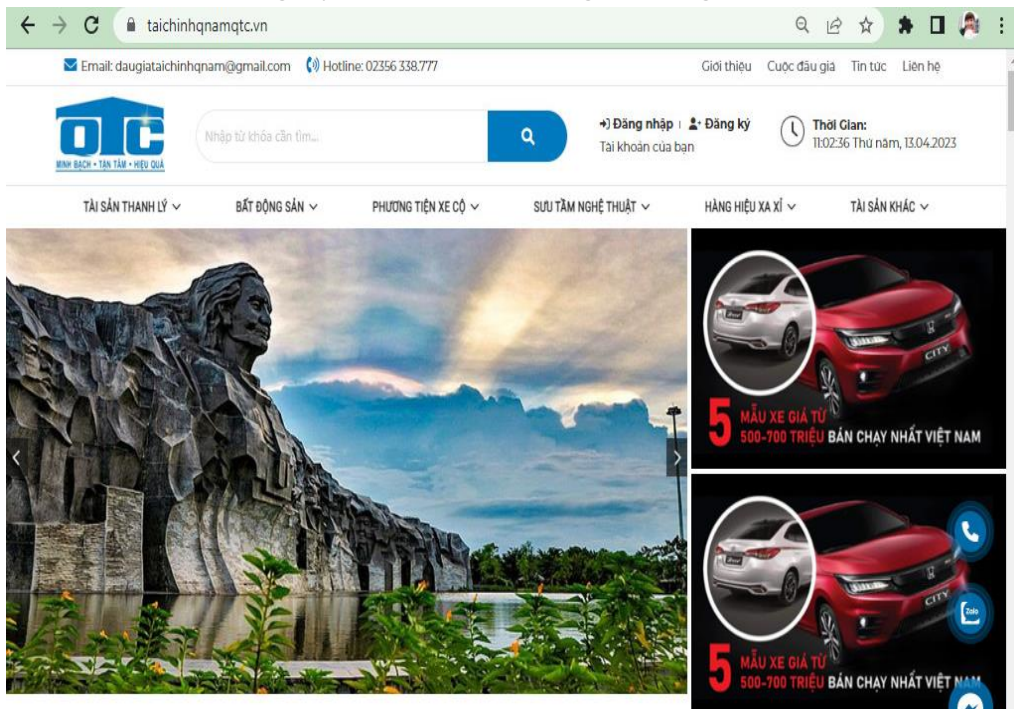 taichinhqnamqtc.vn
Email: daugiataichinhqnam@gmail.com Hotline: 02356 338.777 Giới thiệu Cuộc đấu giá Tin tức Liên hệ
QTC
MINH BẠCH - TẬN TÂM - HIỆU QUẢ
Nhập từ khóa cần tìm...
Đăng nhập | Đăng ký
Tài khoản của bạn
Thời Gian:
11:02:36 Thứ năm, 13.04.2023
TÀI SẢN THANH LÝ BẤT ĐỘNG SẢN PHƯƠNG TIỆN XE CỘ SƯU TẦM NGHỆ THUẬT HÀNG HIỆU XA XỈ TÀI SẢN KHÁC
CITY
5 MẪU XE GIÁ TỪ
500-700 TRIỆU BÁN CHẠY NHẤT VIỆT NAM
CITY
Zalo
5 MẪU XE GIÁ TỪ
500-700 TRIỆU BÁN CHẠY NHẤT VIỆT NAM